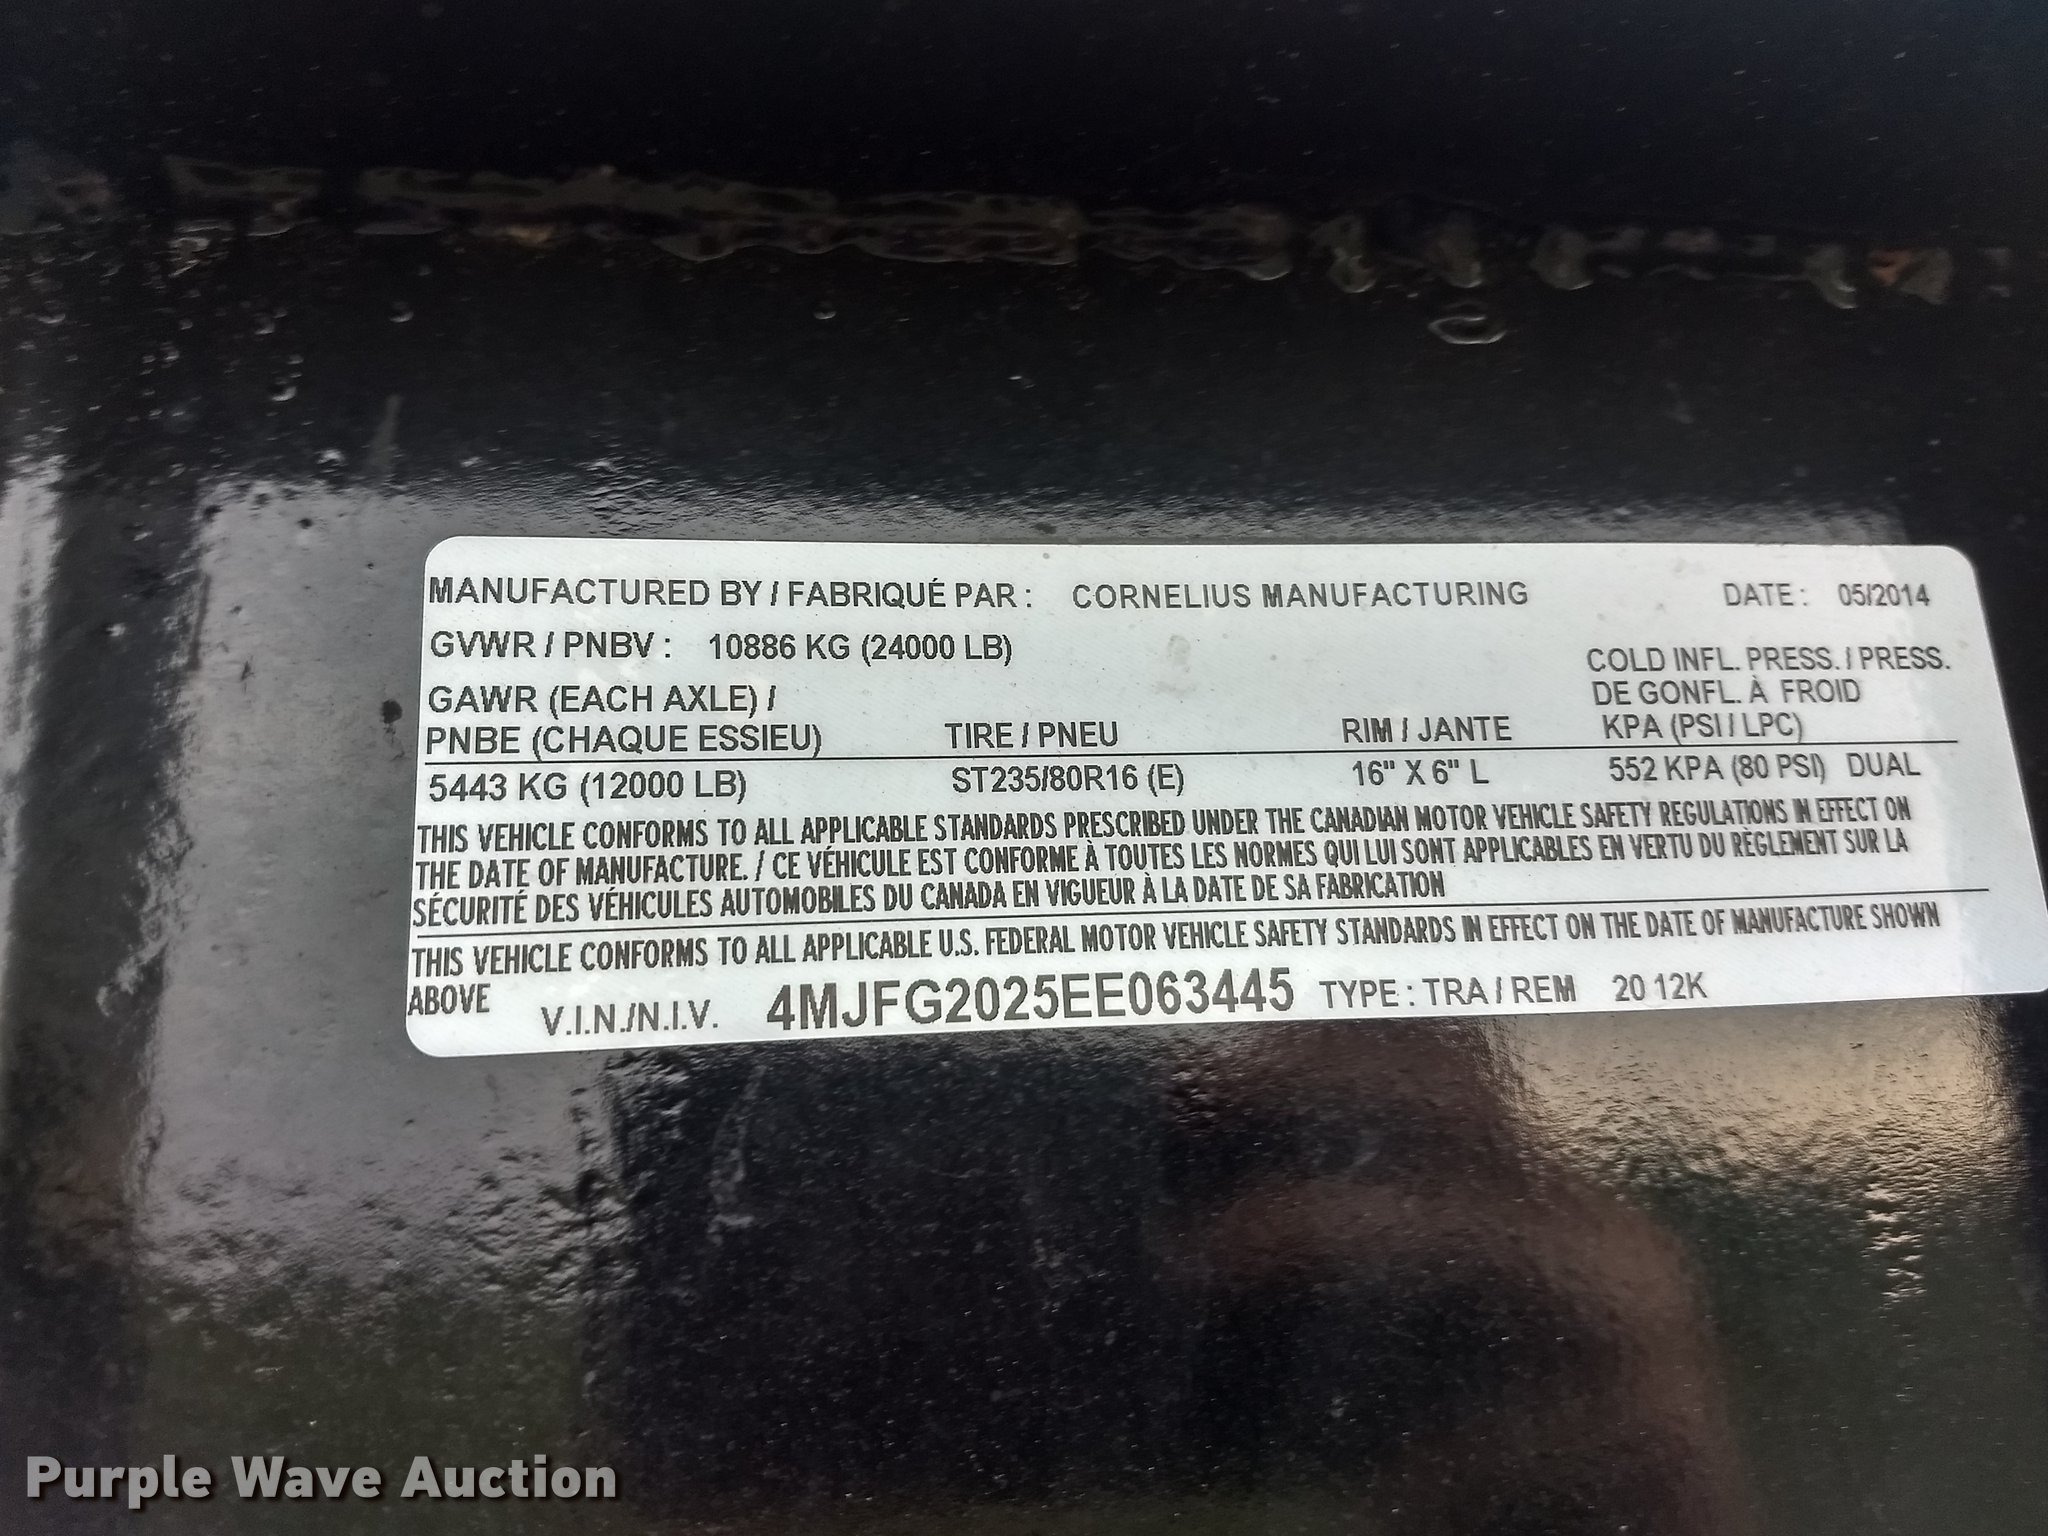 MANUFACTURED BY / FABRIQUÉ PAR : CORNELIUS MANUFACTURING DATE : 05/2014
GVWR / PNBV : 10886 KG (24000 LB)
COLD INFL. PRESS. / PRESS.
GAWR (EACH AXLE) / DE GONFL. À FROID
PNBE (CHAQUE ESSIEU) TIRE / PNEU RIM / JANTE KPA (PSI / LPC)
5443 KG (12000 LB) ST235/80R16 (E) 16" X 6" L 552 KPA (80 PSI) DUAL
THIS VEHICLE CONFORMS TO ALL APPLICABLE STANDARDS PRESCRIBED UNDER THE CANADIAN MOTOR VEHICLE SAFETY REGULATIONS IN EFFECT ON
THE DATE OF MANUFACTURE. / CE VÉHICULE EST CONFORME À TOUTES LES NORMES QUI LUI SONT APPLICABLES EN VERTU DU RÈGLEMENT SUR LA
SÉCURITÉ DES VÉHICULES AUTOMOBILES DU CANADA EN VIGUEUR À LA DATE DE SA FABRICATION
THIS VEHICLE CONFORMS TO ALL APPLICABLE U.S. FEDERAL MOTOR VEHICLE SAFETY STANDARDS IN EFFECT ON THE DATE OF MANUFACTURE SHOWN
ABOVE V.I.N./N.I.V. 4MJFG2025EE063445 TYPE : TRA / REM 20 12K
Purple Wave Auction